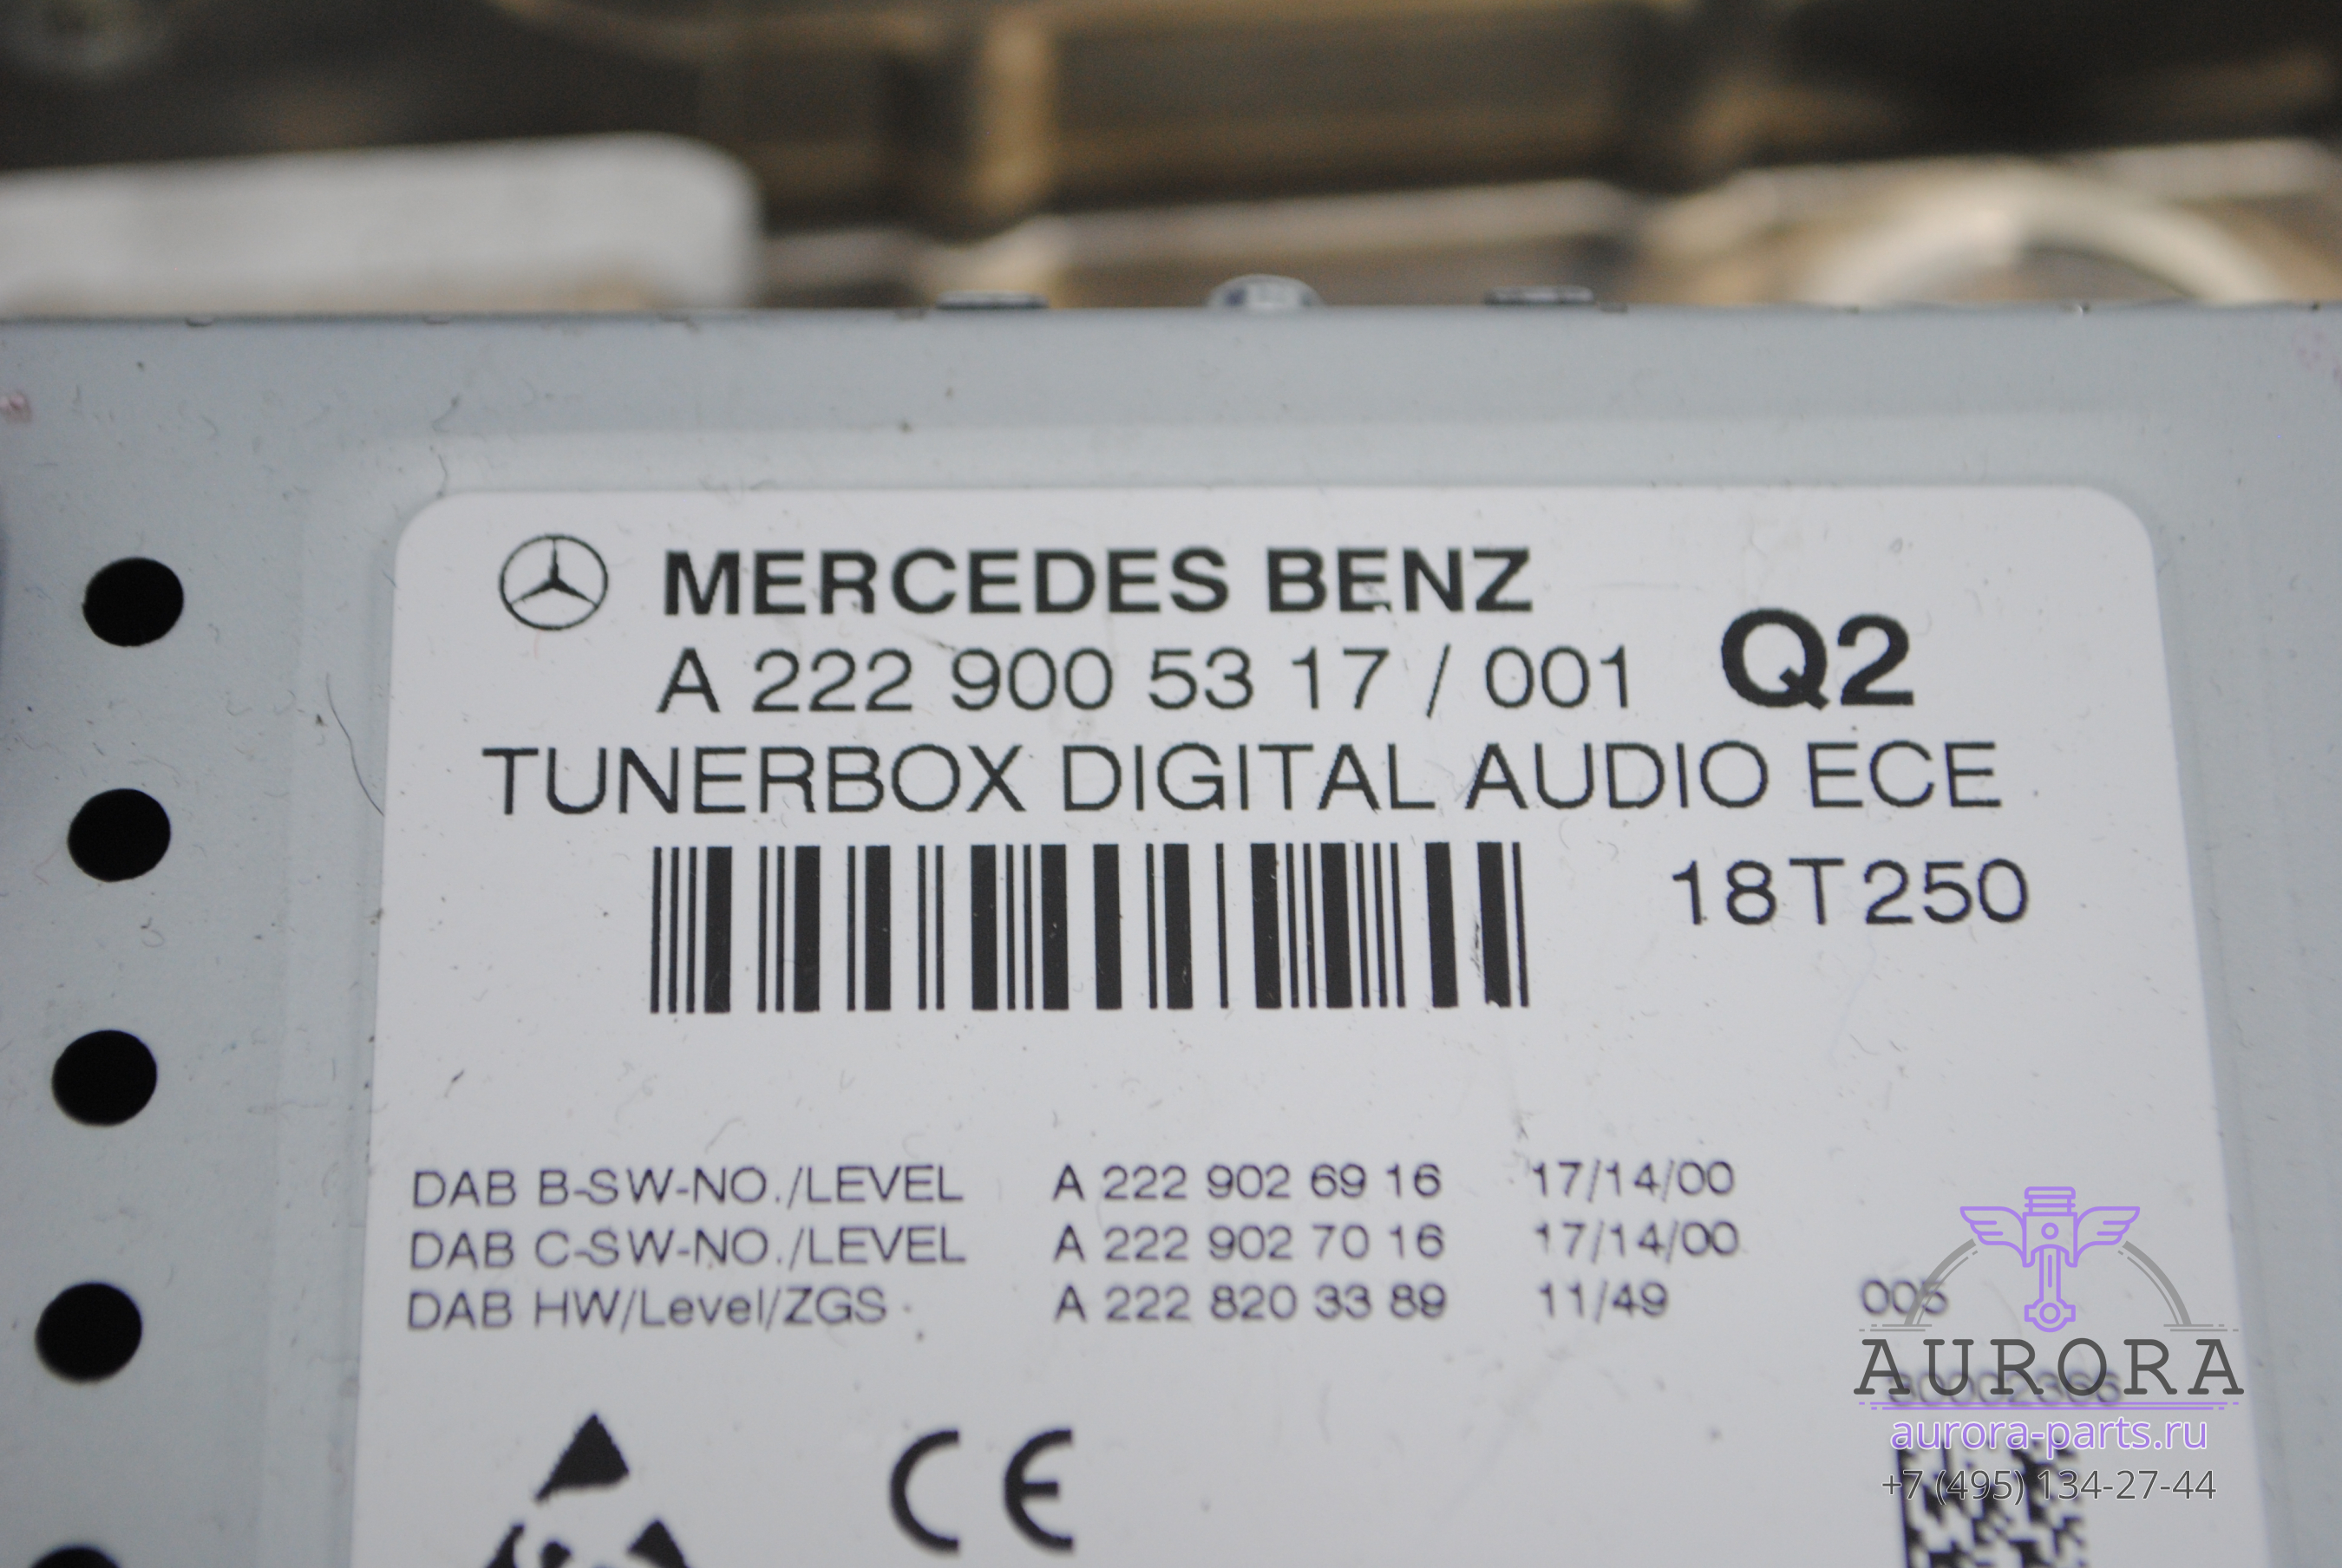 MERCEDES BENZ
A 222 900 53 17 / 001 Q2
TUNERBOX DIGITAL AUDIO ECE
18T250
DAB B-SW-NO./LEVEL A 222 902 69 16 17/14/00
DAB C-SW-NO./LEVEL A 222 902 70 16 17/14/00
DAB HW/Level/ZGS A 222 820 33 89 11/49 005
CE
AURORA
aurora-parts.ru
+7 (495) 134-27-44